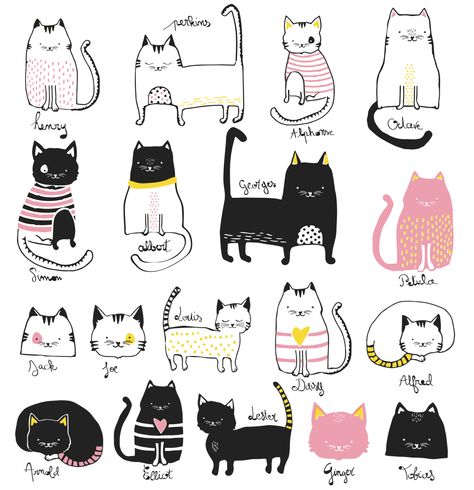 henry
perkins
Alphonse
Octave
Simon
albert
Georges
Petula
Jack
Joe
Louis
Daisy
Alfred
Arnold
Elliot
Lester
Ginger
Tobias